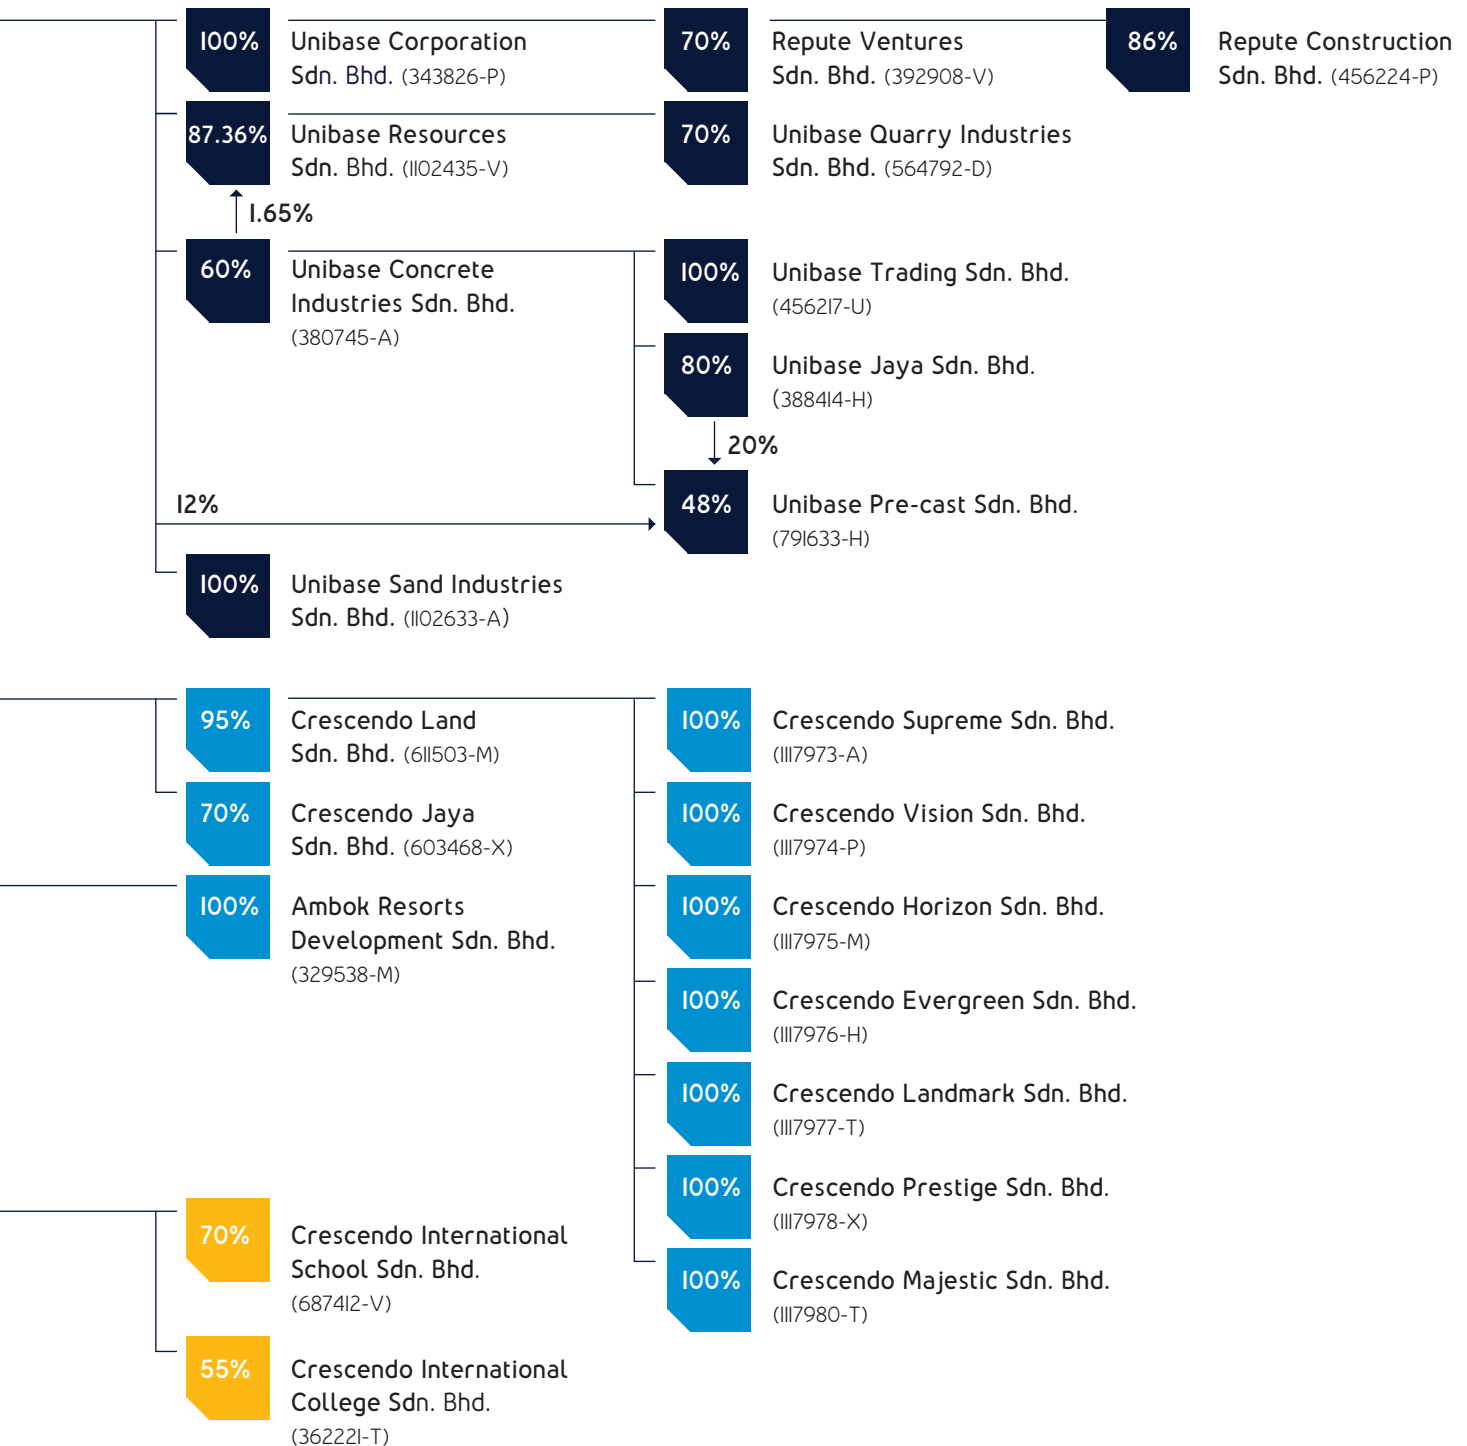 100%
Unibase Corporation
Sdn. Bhd. (343826-P)
70%
Repute Ventures
Sdn. Bhd. (392908-V)
86%
Repute Construction
Sdn. Bhd. (456224-P)
87.36%
Unibase Resources
Sdn. Bhd. (1102435-V)
70%
Unibase Quarry Industries
Sdn. Bhd. (564792-D)
1.65%
60%
Unibase Concrete
Industries Sdn. Bhd.
(380745-A)
100%
Unibase Trading Sdn. Bhd.
(456217-U)
80%
Unibase Jaya Sdn. Bhd.
(388414-H)
20%
12%
48%
Unibase Pre-cast Sdn. Bhd.
(791633-H)
100%
Unibase Sand Industries
Sdn. Bhd. (1102633-A)
95%
Crescendo Land
Sdn. Bhd. (611503-M)
70%
Crescendo Jaya
Sdn. Bhd. (603468-X)
100%
Ambok Resorts
Development Sdn. Bhd.
(329538-M)
100%
Crescendo Supreme Sdn. Bhd.
(1117973-A)
100%
Crescendo Vision Sdn. Bhd.
(1117974-P)
100%
Crescendo Horizon Sdn. Bhd.
(1117975-M)
100%
Crescendo Evergreen Sdn. Bhd.
(1117976-H)
100%
Crescendo Landmark Sdn. Bhd.
(1117977-T)
100%
Crescendo Prestige Sdn. Bhd.
(1117978-X)
100%
Crescendo Majestic Sdn. Bhd.
(1117980-T)
70%
Crescendo International
School Sdn. Bhd.
(687412-V)
55%
Crescendo International
College Sdn. Bhd.
(362221-T)